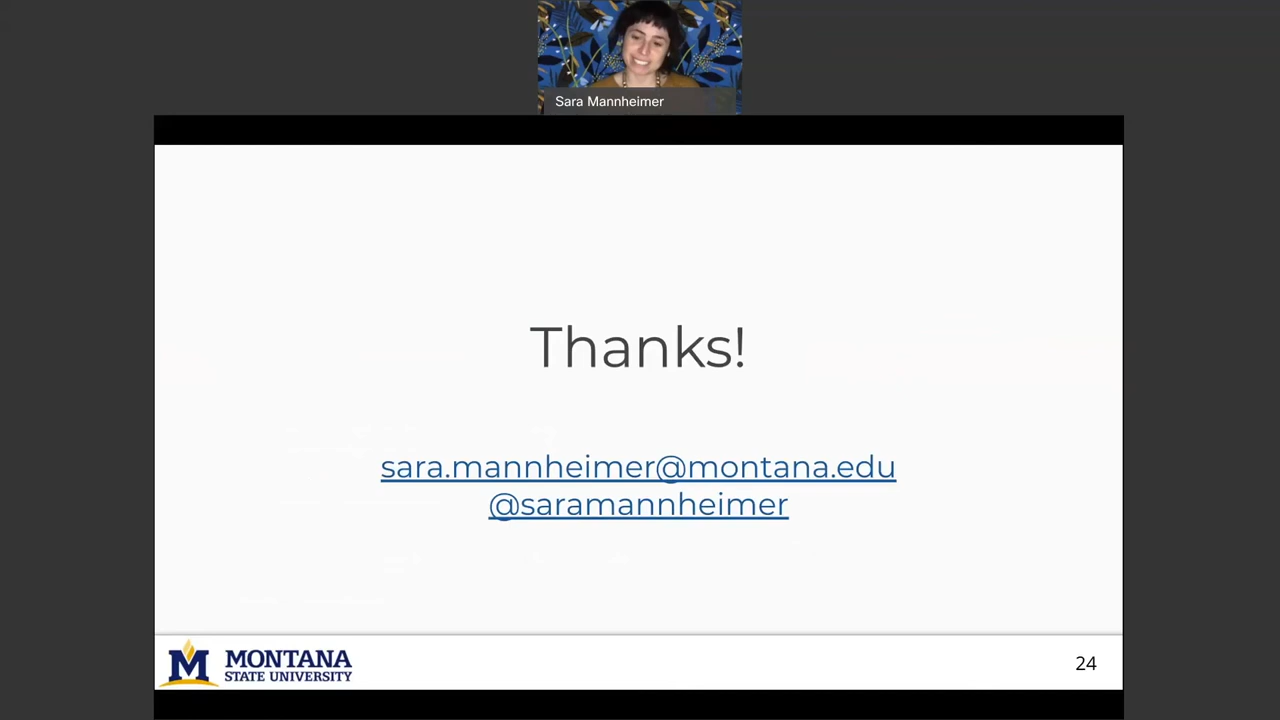 Sara Mannheimer
Thanks!
sara.mannheimer@montana.edu
@saramannheimer
M MONTANA
STATE UNIVERSITY
24